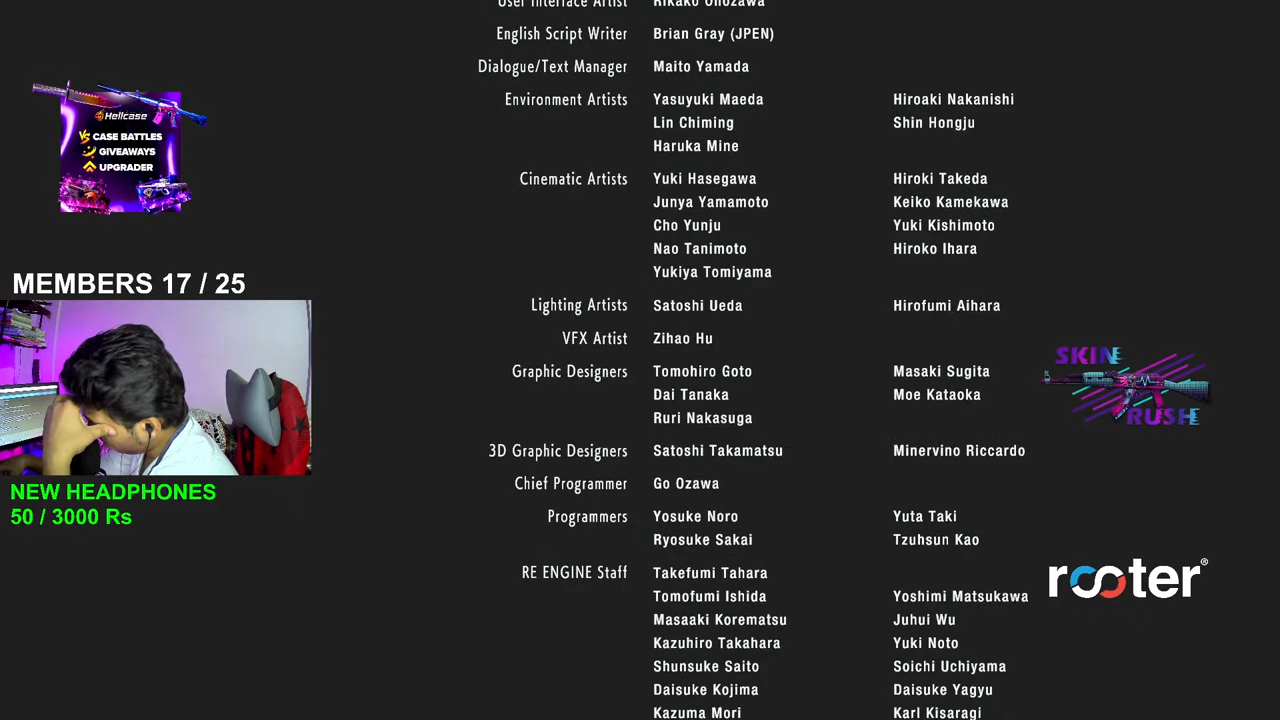 User Interface Artist Rikako Onozawa
English Script Writer Brian Gray (JPEN)
Dialogue/Text Manager Maito Yamada
Environment Artists Yasuyuki Maeda Hiroaki Nakanishi
Lin Chiming Shin Hongju
Haruka Mine
Cinematic Artists Yuki Hasegawa Hiroki Takeda
Junya Yamamoto Keiko Kamekawa
Cho Yunju Yuki Kishimoto
Nao Tanimoto Hiroko Ihara
Yukiya Tomiyama
Lighting Artists Satoshi Ueda Hirofumi Aihara
VFX Artist Zihao Hu
Graphic Designers Tomohiro Goto Masaki Sugita
Dai Tanaka Moe Kataoka
Ruri Nakasuga
3D Graphic Designers Satoshi Takamatsu Minervino Riccardo
Chief Programmer Go Ozawa
Programmers Yosuke Noro Yuta Taki
Ryosuke Sakai Tzuhsun Kao
RE ENGINE Staff Takefumi Tahara
Tomofumi Ishida Yoshimi Matsukawa
Masaaki Korematsu Juhui Wu
Kazuhiro Takahara Yuki Noto
Shunsuke Saito Soichi Uchiyama
Daisuke Kojima Daisuke Yagyu
Kazuma Mori Karl Kisaragi
Hellcase
VS CASE BATTLES
GIVEAWAYS
UPGRADER
MEMBERS 17 / 25
NEW HEADPHONES
50 / 3000 Rs
SKIN
RUSH
rooter®